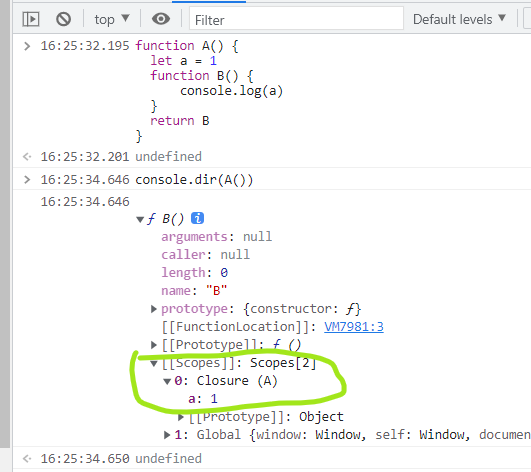 top ▼ Filter Default levels ▼
> 16:25:32.195 function A() {
let a = 1
function B() {
console.log(a)
}
return B
}
16:25:32.201 undefined
> 16:25:34.646 console.dir(A())
16:25:34.646
▼ ƒ B() i
arguments: null
caller: null
length: 0
name: "B"
▶ prototype: {constructor: ƒ}
[[FunctionLocation]]: VM7981:3
▶ [[Prototype]]: ƒ ()
▼ [[Scopes]]: Scopes[2]
▼ 0: Closure (A)
a: 1
▶ [[Prototype]]: Object
▶ 1: Global {window: Window, self: Window, documen
16:25:34.650 undefined